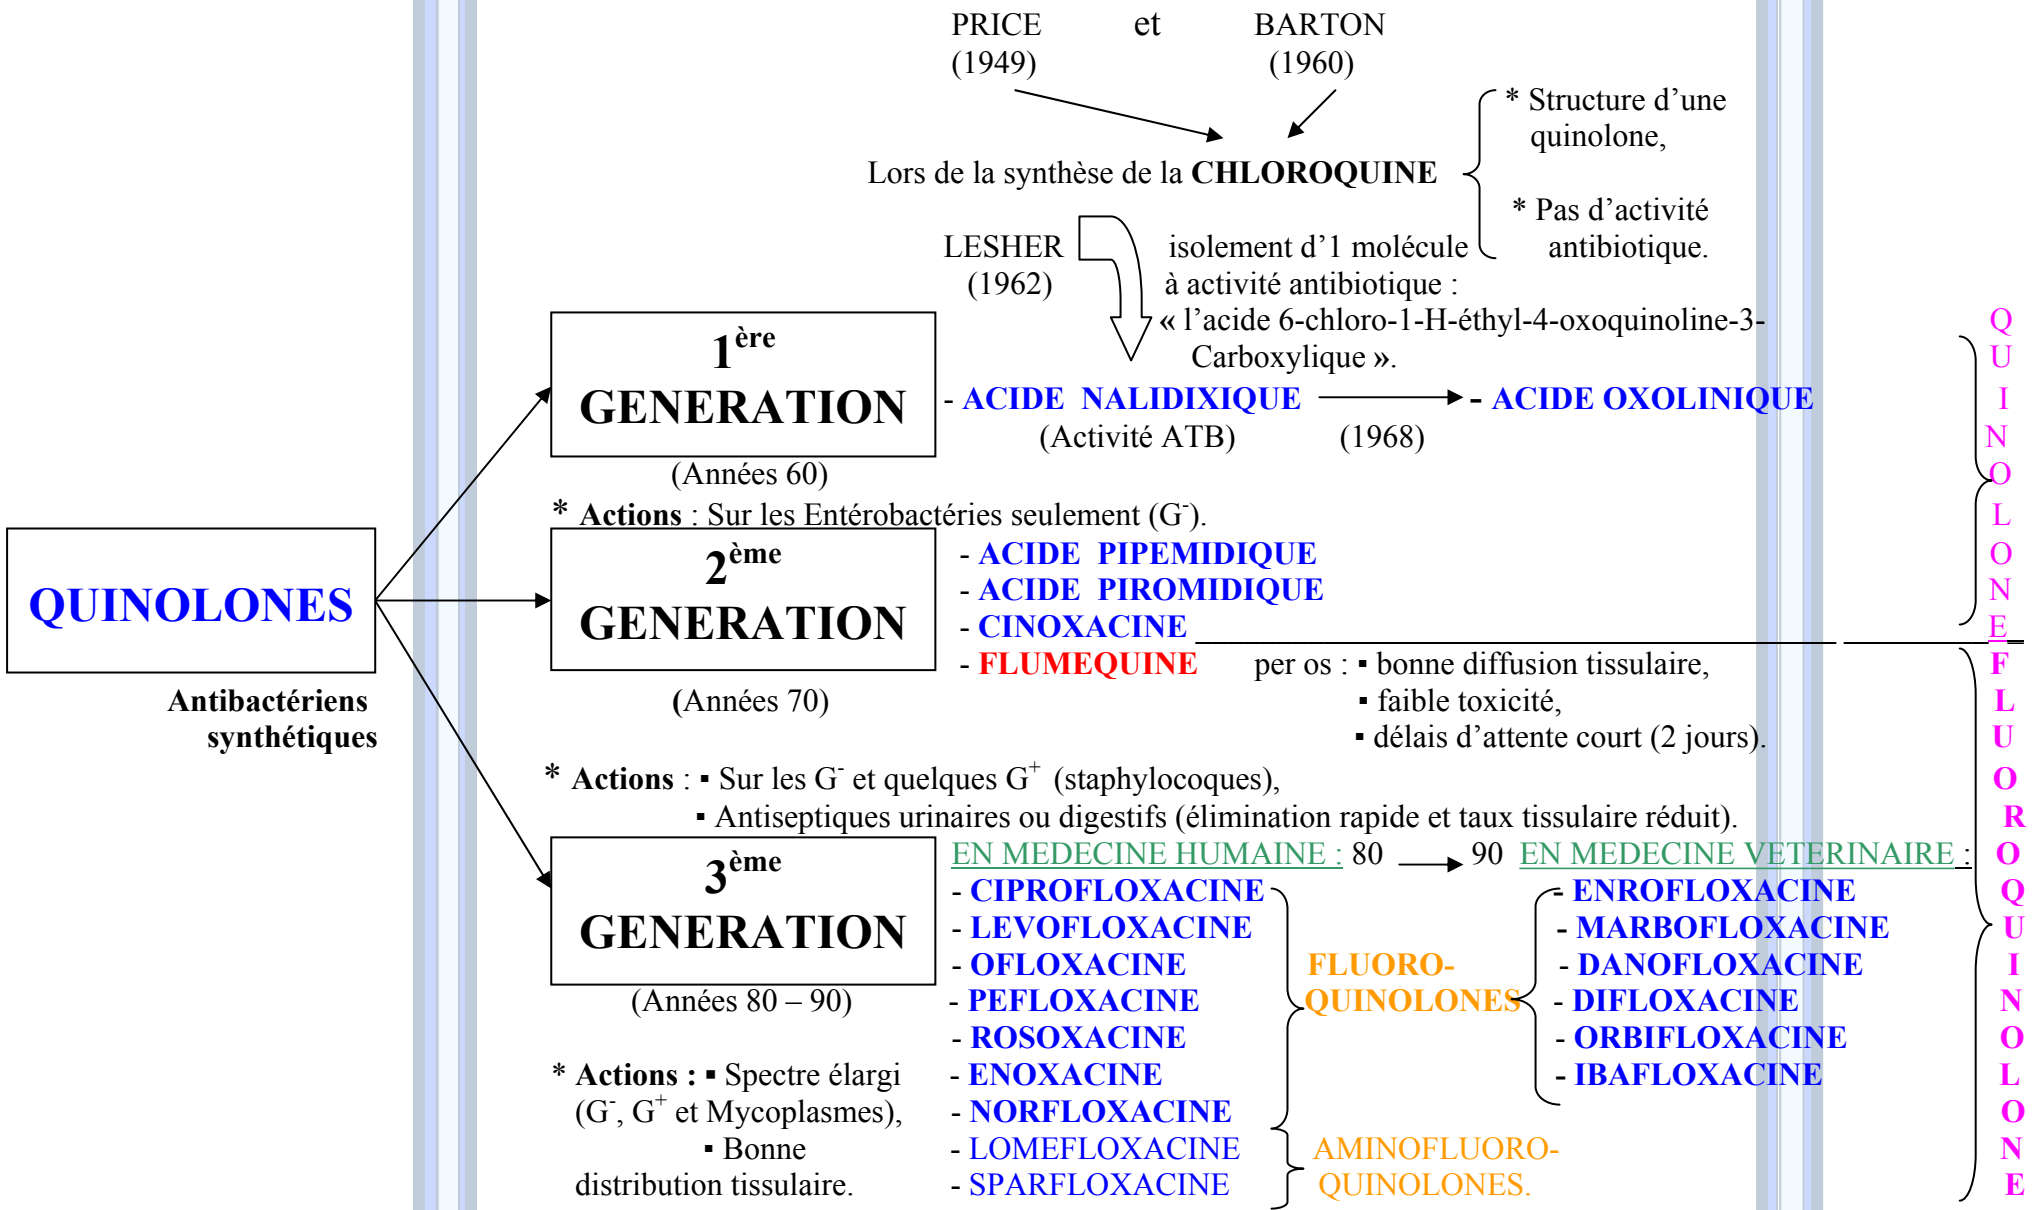 PRICE et BARTON
(1949) (1960)
* Structure d’une
quinolone,
Lors de la synthèse de la CHLOROQUINE
* Pas d’activité
antibiotique.
LESHER
(1962)
isolement d’1 molécule
à activité antibiotique :
« l’acide 6-chloro-1-H-éthyl-4-oxoquinoline-3-
Carboxylique ».
1ère
GENERATION
(Années 60)
- ACIDE NALIDIXIQUE - ACIDE OXOLINIQUE
(Activité ATB) (1968)
* Actions : Sur les Entérobactéries seulement (G-).
QUINOLONES
Antibactériens
synthétiques
2ème
GENERATION
(Années 70)
- ACIDE PIPEMIDIQUE
- ACIDE PIROMIDIQUE
- CINOXACINE
- FLUMEQUINE per os : ▪ bonne diffusion tissulaire,
▪ faible toxicité,
▪ délais d’attente court (2 jours).
* Actions : ▪ Sur les G- et quelques G+ (staphylocoques),
▪ Antiseptiques urinaires ou digestifs (élimination rapide et taux tissulaire réduit).
3ème
GENERATION
(Années 80 – 90)
* Actions : ▪ Spectre élargi
(G-, G+ et Mycoplasmes),
▪ Bonne
distribution tissulaire.
EN MEDECINE HUMAINE : 80 90 EN MEDECINE VETERINAIRE :
- CIPROFLOXACINE
- LEVOFLOXACINE
- OFLOXACINE
- PEFLOXACINE
- ROSOXACINE
- ENOXACINE
- NORFLOXACINE
- LOMEFLOXACINE
- SPARFLOXACINE
FLUORO-
QUINOLONES
AMINOFLUORO-
QUINOLONES.
- ENROFLOXACINE
- MARBOFLOXACINE
- DANOFLOXACINE
- DIFLOXACINE
- ORBIFLOXACINE
- IBAFLOXACINE
QUINOLONE
FLUOROQUINOLONE